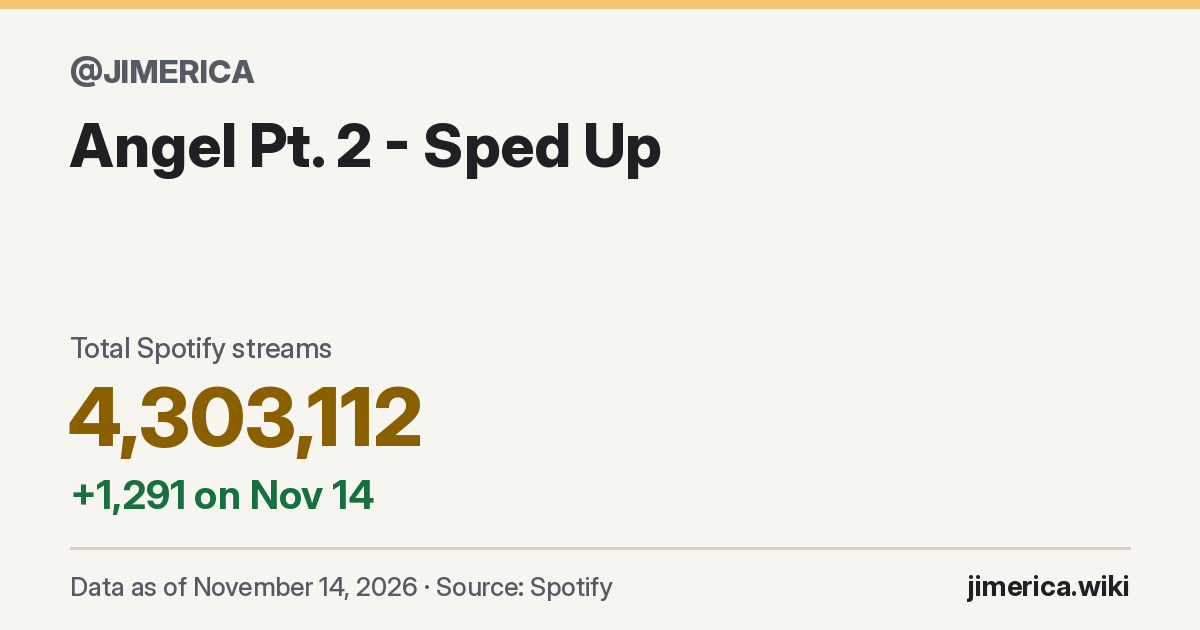 @JIMERICA
Angel Pt. 2 - Sped Up
Total Spotify streams
4,303,112
+1,291 on Nov 14
Data as of November 14, 2026 · Source: Spotify
jimerica.wiki